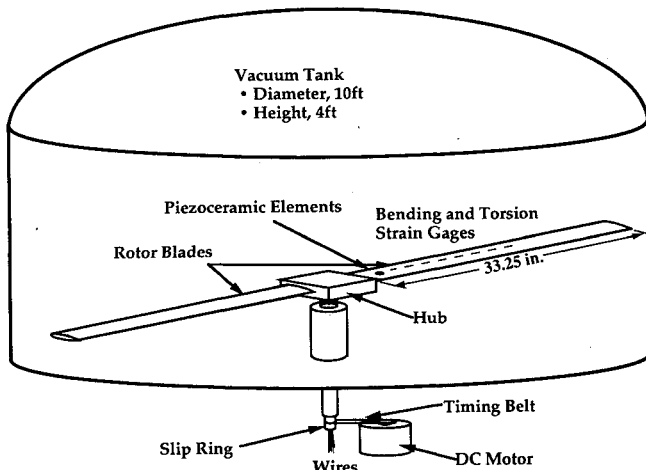 Vacuum Tank
• Diameter, 10ft
• Height, 4ft
Piezoceramic Elements
Bending and Torsion
Strain Gages
Rotor Blades
33.25 in.
Hub
Timing Belt
Slip Ring
Wires
DC Motor